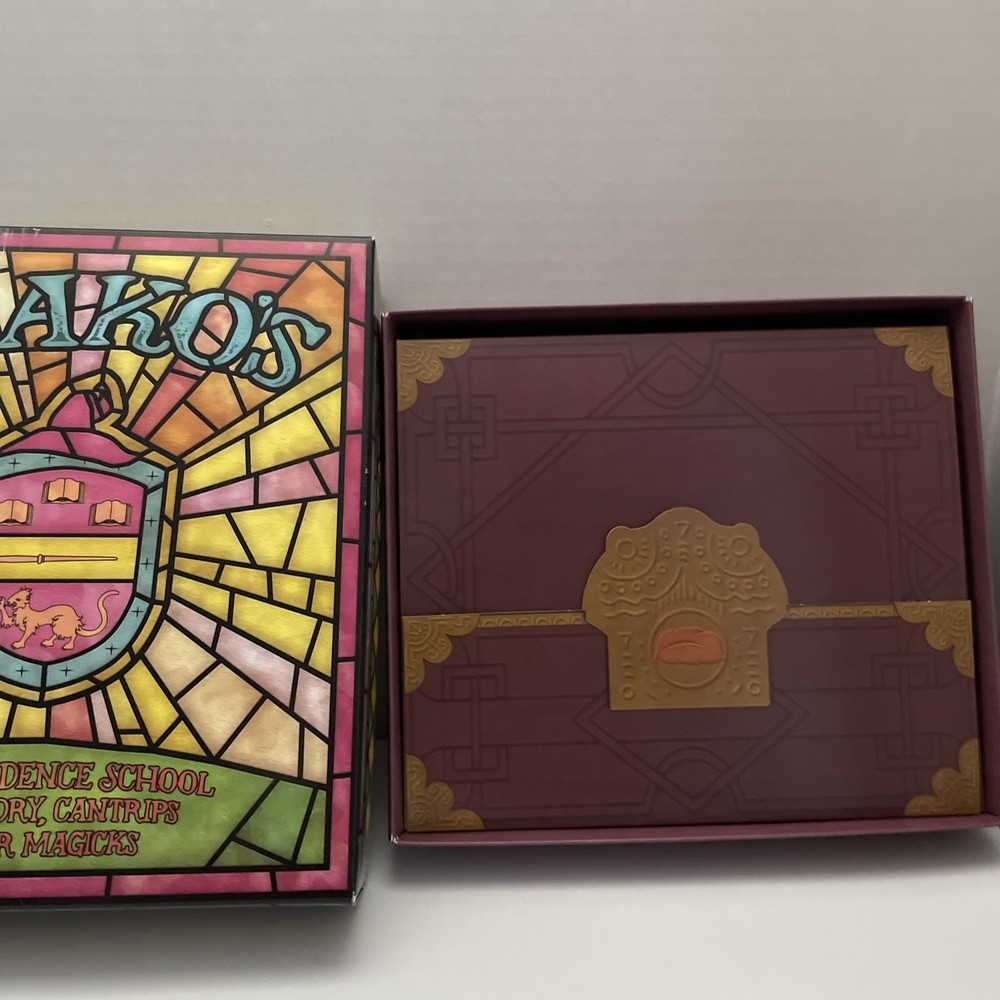 AKO'S
DENCE SCHOOL
ORY, CANTRIPS
R MAGICKS